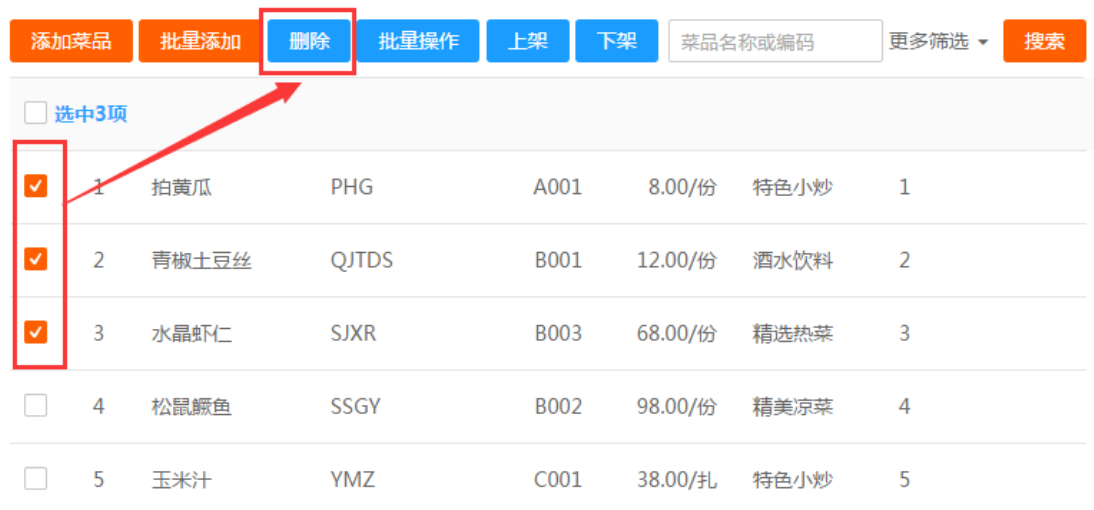 添加菜品 批量添加 删除 批量操作 上架 下架 菜品名称或编码 更多筛选 搜索
选中3项
1 拍黄瓜 PHG A001 8.00/份 特色小炒 1
2 青椒土豆丝 QJTDS B001 12.00/份 酒水饮料 2
3 水晶虾仁 SJXR B003 68.00/份 精选热菜 3
4 松鼠鳜鱼 SSGY B002 98.00/份 精美凉菜 4
5 玉米汁 YMZ C001 38.00/扎 特色小炒 5